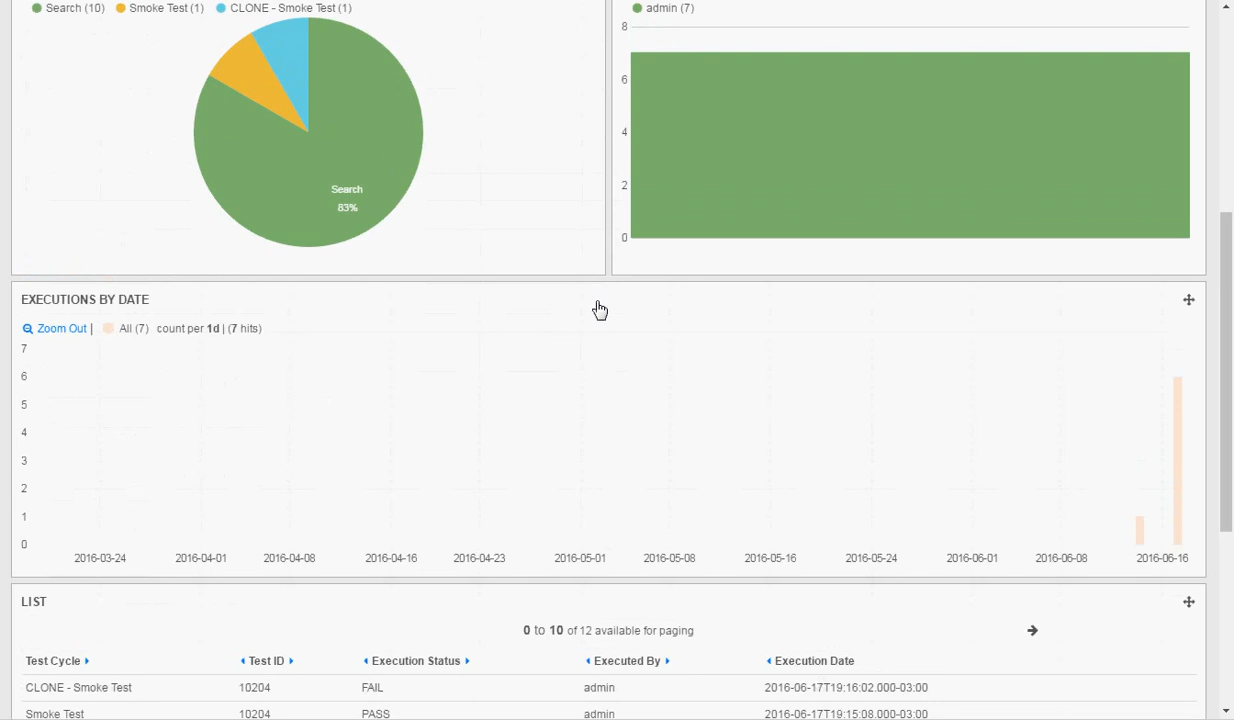 Search (10) Smoke Test (1) CLONE - Smoke Test (1)
Search
83%
admin (7)
8
6
4
2
0
EXECUTIONS BY DATE
Zoom Out | All (7) count per 1d | (7 hits)
7
6
5
4
3
2
1
0
2016-03-24 2016-04-01 2016-04-08 2016-04-16 2016-04-23 2016-05-01 2016-05-08 2016-05-16 2016-05-24 2016-06-01 2016-06-08 2016-06-16
LIST
0 to 10 of 12 available for paging
Test Cycle Test ID Execution Status Executed By Execution Date
CLONE - Smoke Test 10204 FAIL admin 2016-06-17T19:16:02.000-03:00
Smoke Test 10204 PASS admin 2016-06-17T19:15:08.000-03:00